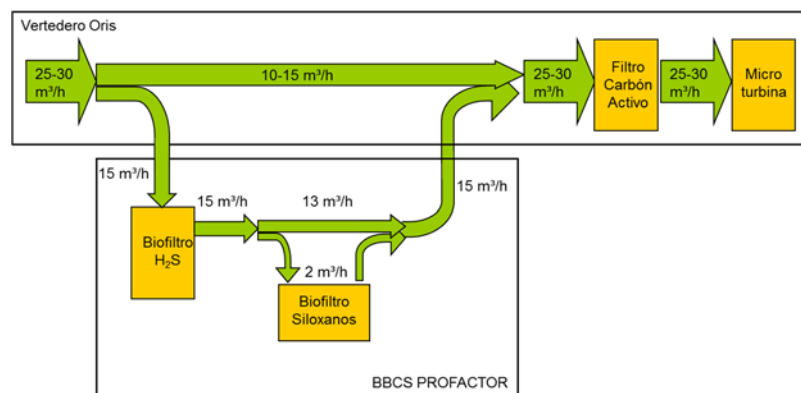 Vertedero Oris
25-30
m³/h
10-15 m³/h
25-30
m³/h
Filtro
Carbón
Activo
25-30
m³/h
Micro
turbina
15 m³/h
15 m³/h
13 m³/h
15 m³/h
Biofiltro
H₂S
2 m³/h
Biofiltro
Siloxanos
BBCS PROFACTOR